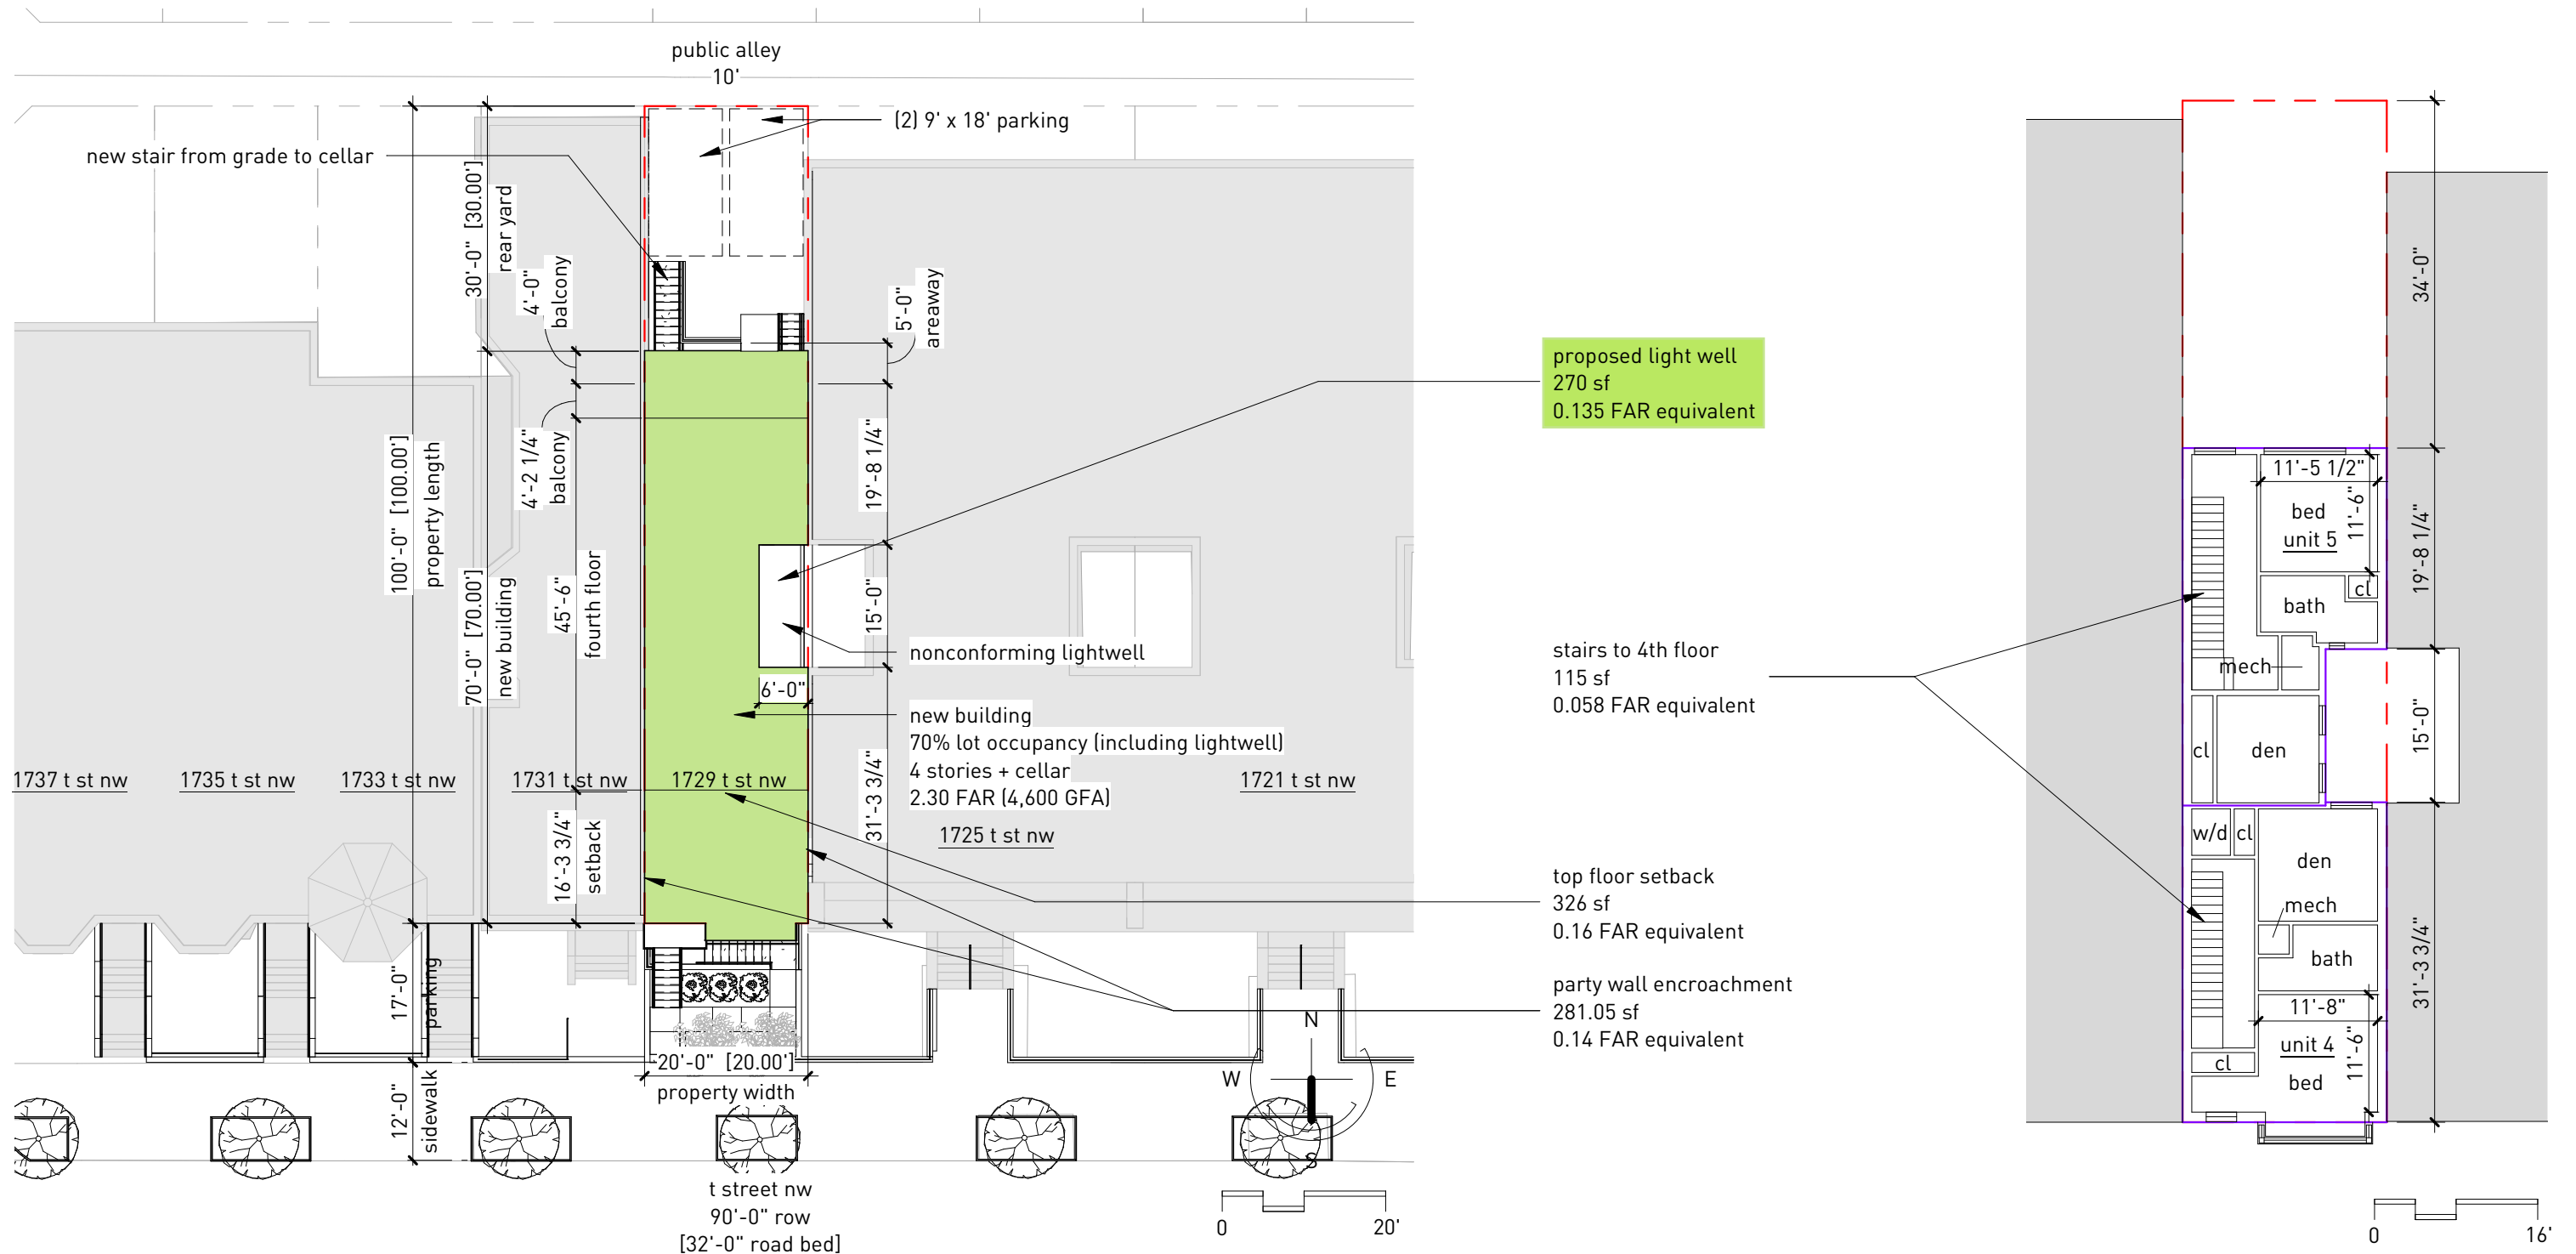 public alley
10'
(2) 9' x 18' parking
new stair from grade to cellar
30'-0" [30.00']
rear yard
4'-0"
balcony
5'-0"
areaway
100'-0" [100.00']
property length
4'-2 1/4"
balcony
19'-8 1/4"
70'-0" [70.00']
new building
45'-6"
fourth floor
15'-0"
nonconforming lightwell
6'-0"
new building
70% lot occupancy (including lightwell)
4 stories + cellar
2.30 FAR (4,600 GFA)
1737 t st nw
1735 t st nw
1733 t st nw
1731 t st nw
1729 t st nw
1725 t st nw
1721 t st nw
16'-3 3/4"
setback
31'-3 3/4"
17'-0"
parking
12'-0"
sidewalk
20'-0" [20.00']
property width
t street nw
90'-0" row
[32'-0" road bed]
N
W
E
S
0
20'
proposed light well
270 sf
0.135 FAR equivalent
stairs to 4th floor
115 sf
0.058 FAR equivalent
top floor setback
326 sf
0.16 FAR equivalent
party wall encroachment
281.05 sf
0.14 FAR equivalent
34'-0"
11'-5 1/2"
11'-6"
bed
unit 5
cl
bath
mech
19'-8 1/4"
cl
den
15'-0"
w/d
cl
den
mech
bath
31'-3 3/4"
11'-8"
11'-6"
unit 4
cl
bed
0
16'